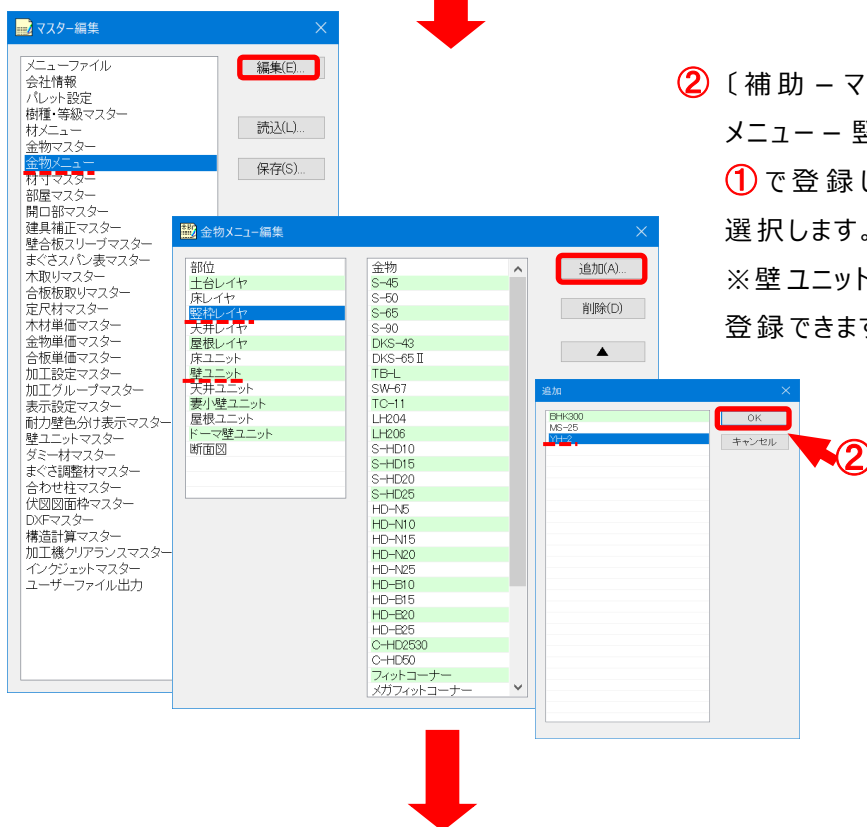 マスター編集
メニューファイル
会社情報
パレット設定
樹種・等級マスター
材メニュー
金物マスター
金物メニュー
材寸マスター
部屋マスター
開口部マスター
建具補正マスター
壁合板スリーブマスター
まぐさスパン表マスター
木取りマスター
合板板取りマスター
定尺材マスター
木材単価マスター
金物単価マスター
合板単価マスター
加工設定マスター
加工グループマスター
表示設定マスター
耐力壁色分け表示マスター
壁ユニットマスター
ダミー材マスター
まぐさ調整材マスター
合わせ柱マスター
伏図図面枠マスター
DXFマスター
構造計算マスター
加工機クリアランスマスター
インクジェットマスター
ユーザーファイル出力
編集(E)...
読込(L)...
保存(S)...
金物メニュー編集
部位
土台レイヤ
床レイヤ
竪枠レイヤ
天井レイヤ
屋根レイヤ
床ユニット
壁ユニット
天井ユニット
妻小壁ユニット
屋根ユニット
ドーマ壁ユニット
断面図
金物
S-45
S-50
S-65
S-90
DKS-43
DKS-65Ⅱ
TB-L
SW-67
TC-11
LH204
LH206
S-HD10
S-HD15
S-HD20
S-HD25
HD-N5
HD-N10
HD-N15
HD-N20
HD-N25
HD-B10
HD-B15
HD-B20
HD-B25
C-HD2530
C-HD50
フィットコーナー
メガフィットコーナー
追加(A)...
削除(D)
▲
追加
BHK300
MS-25
YH-2
OK
キャンセル
②
② 〔補助 – マ
メニュー – 竪
①で登録し
選択します。
※壁ユニット
登録できます